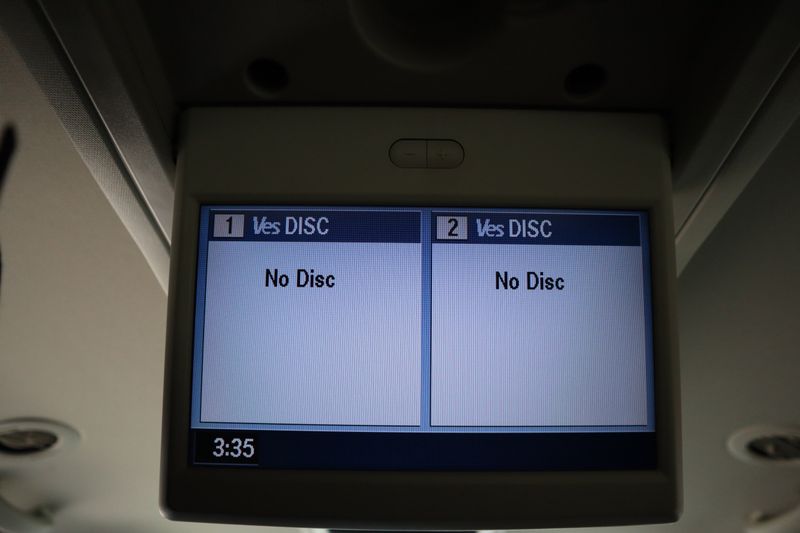 - +
1 Ves DISC
No Disc
2 Ves DISC
No Disc
3:35